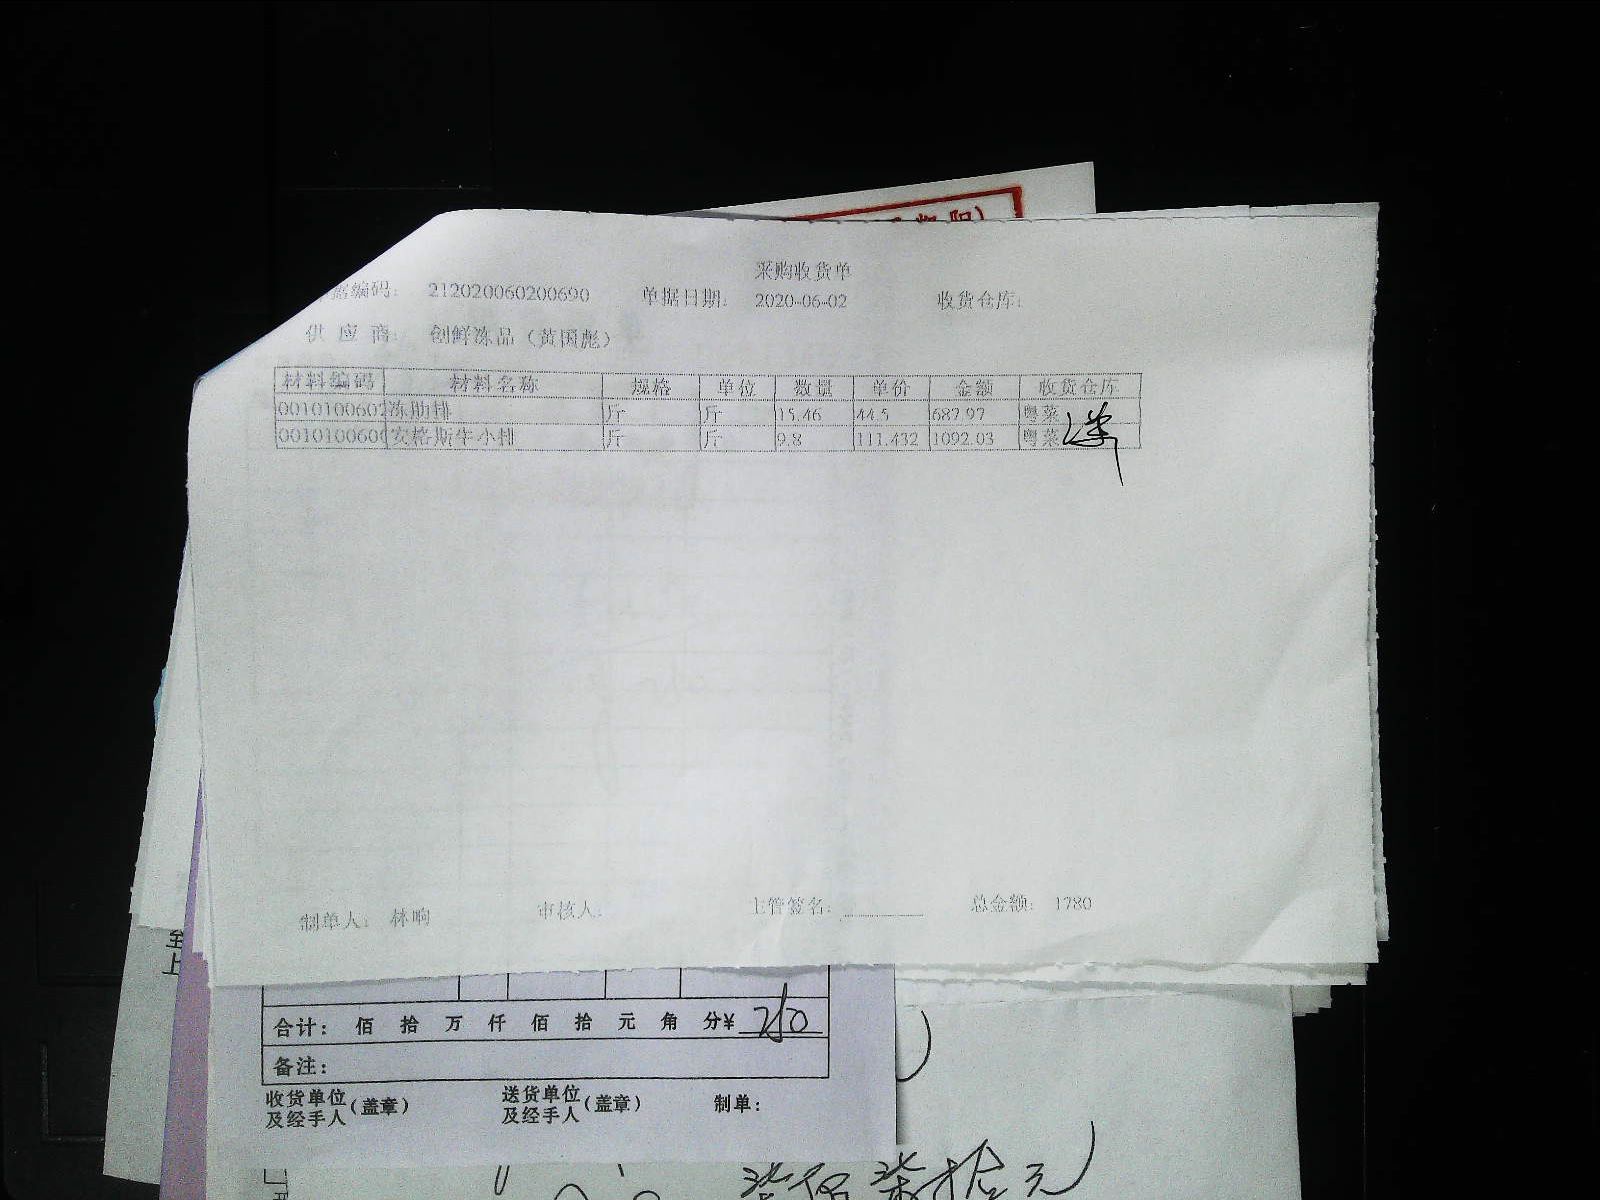 采购收货单
据编码: 212020060200690 单据日期: 2020-06-02 收货仓库:
供应商: 创鲜冻品（黄国彪）
材料编码 材料名称 规格 单位 数量 单价 金额 收货仓库
0010100602 冻肋排 斤 斤 15.46 44.5 687.97 粤菜
0010100600 安格斯牛小排 斤 斤 9.8 111.432 1092.03 粤菜
制单人: 林响 审核人: 主管签名: 总金额: 1780
合计: 佰 拾 万 仟 佰 拾 元 角 分¥ 750
备注:
收货单位及经手人(盖章) 送货单位及经手人(盖章) 制单:
柒佰柒拾元